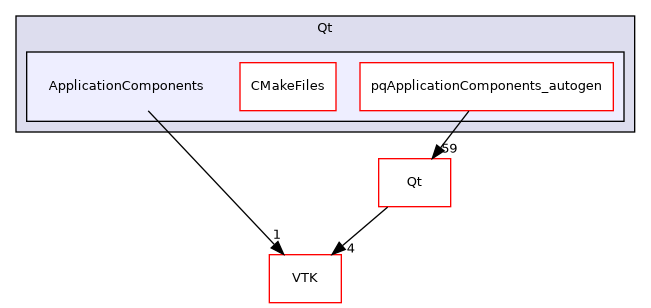 Qt
ApplicationComponents
CMakeFiles
pqApplicationComponents_autogen
59
Qt
1
4
VTK